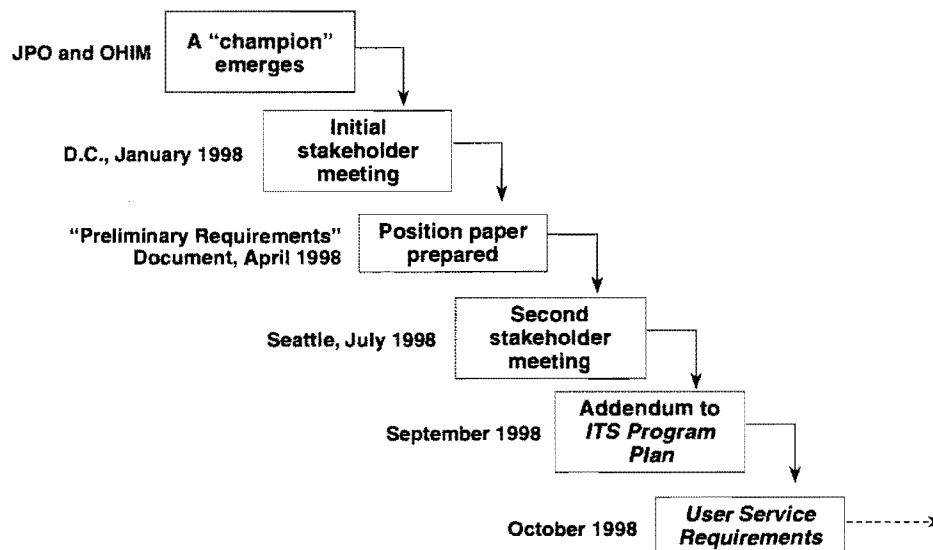 JPO and OHIM
A “champion”
emerges
D.C., January 1998
Initial
stakeholder
meeting
“Preliminary Requirements”
Document, April 1998
Position paper
prepared
Seattle, July 1998
Second
stakeholder
meeting
September 1998
Addendum to
ITS Program
Plan
October 1998
User Service
Requirements